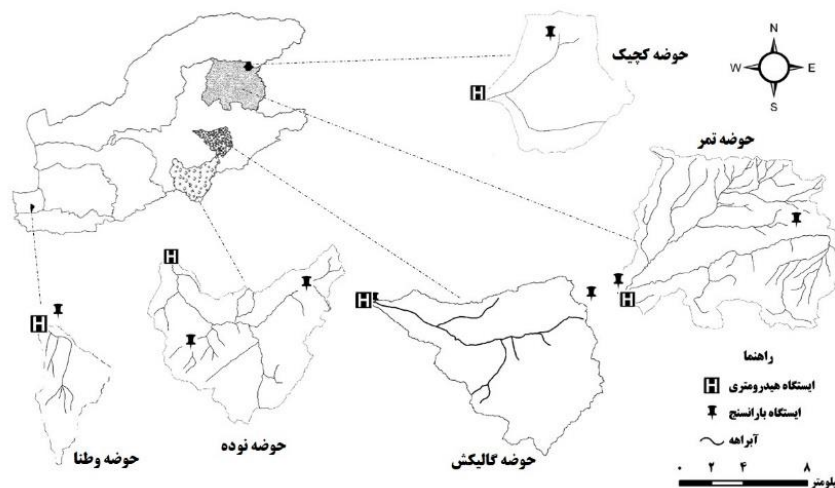 حوضه کچیک
N
W
E
S
حوضه تمر
H
H
H
H
H
راهنما
H ایستگاه هیدرومتری
ایستگاه بارانسنج
آبراهه
حوضه وطنا
حوضه نوده
حوضه گالیکش
۰ ۲ ۴ ۸
یلومتر